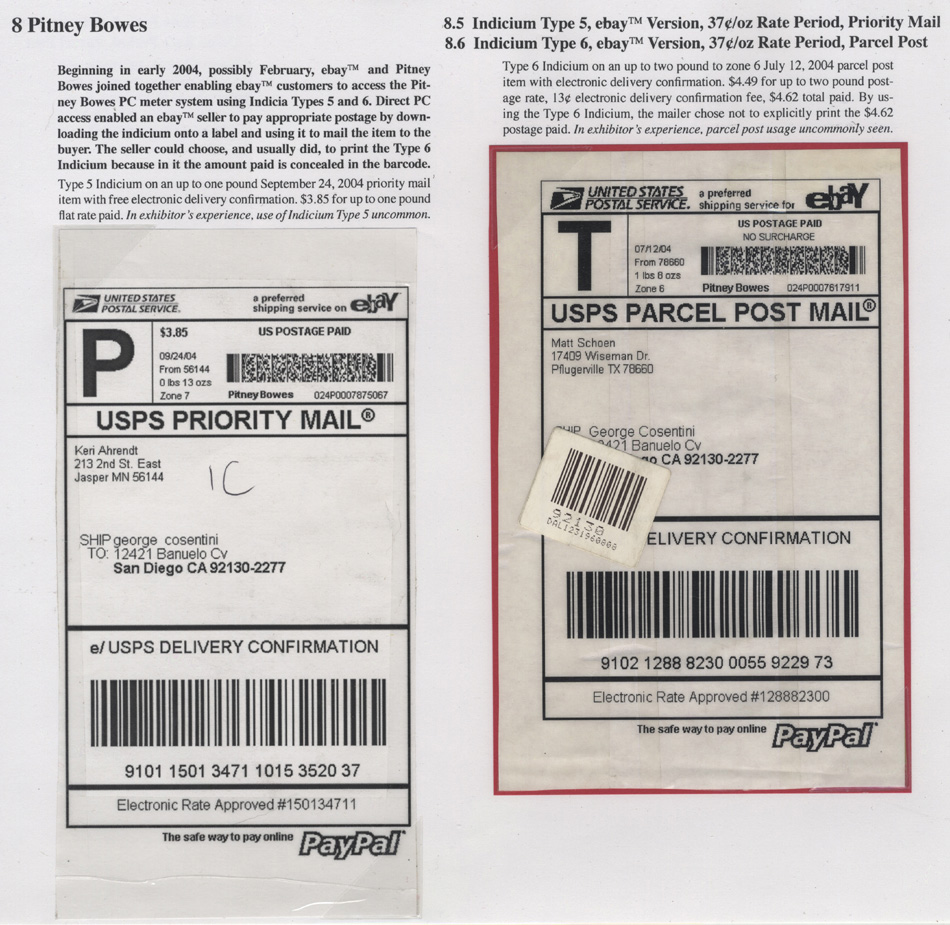 8 Pitney Bowes
Beginning in early 2004, possibly February, ebay™ and Pitney
Bowes joined together enabling ebay™ customers to access the Pit-
ney Bowes PC meter system using Indicia Types 5 and 6. Direct PC
access enabled an ebay™ seller to pay appropriate postage by down-
loading the indicium onto a label and using it to mail the item to the
buyer. The seller could choose, and usually did, to print the Type 6
Indicium because in it the amount paid is concealed in the barcode.
Type 5 Indicium on an up to one pound September 24, 2004 priority mail
item with free electronic delivery confirmation. $3.85 for up to one pound
flat rate paid. In exhibitor's experience, use of Indicium Type 5 uncommon.
UNITED STATES
POSTAL SERVICE.
a preferred
shipping service on ebaY
P
$3.85
US POSTAGE PAID
09/24/04
From 56144
0 lbs 13 ozs
Zone 7
Pitney Bowes
024P0007875067
USPS PRIORITY MAIL®
Keri Ahrendt
213 2nd St. East
Jasper MN 56144
1C
SHIP george cosentini
TO: 12421 Banuelo Cv
San Diego CA 92130-2277
e/ USPS DELIVERY CONFIRMATION
9101 1501 3471 1015 3520 37
Electronic Rate Approved #150134711
The safe way to pay online PayPal
8.5 Indicium Type 5, ebay™ Version, 37¢/oz Rate Period, Priority Mail
8.6 Indicium Type 6, ebay™ Version, 37¢/oz Rate Period, Parcel Post
Type 6 Indicium on an up to two pound to zone 6 July 12, 2004 parcel post
item with electronic delivery confirmation. $4.49 for up to two pound post-
age rate, 13¢ electronic delivery confirmation fee, $4.62 total paid. By us-
ing the Type 6 Indicium, the mailer chose not to explicitly print the $4.62
postage paid. In exhibitor's experience, parcel post usage uncommonly seen.
UNITED STATES
POSTAL SERVICE.
a preferred
shipping service for ebaY
T
US POSTAGE PAID
NO SURCHARGE
07/12/04
From 78660
1 lbs 8 ozs
Zone 6
Pitney Bowes
024P0007617911
USPS PARCEL POST MAIL®
Matt Schoen
17409 Wiseman Dr.
Pflugerville TX 78660
SHIP George Cosentini
2421 Banuelo Cv
go CA 92130-2277
92130
ELIVERY CONFIRMATION
9102 1288 8230 0055 9229 73
Electronic Rate Approved #128882300
The safe way to pay online PayPal